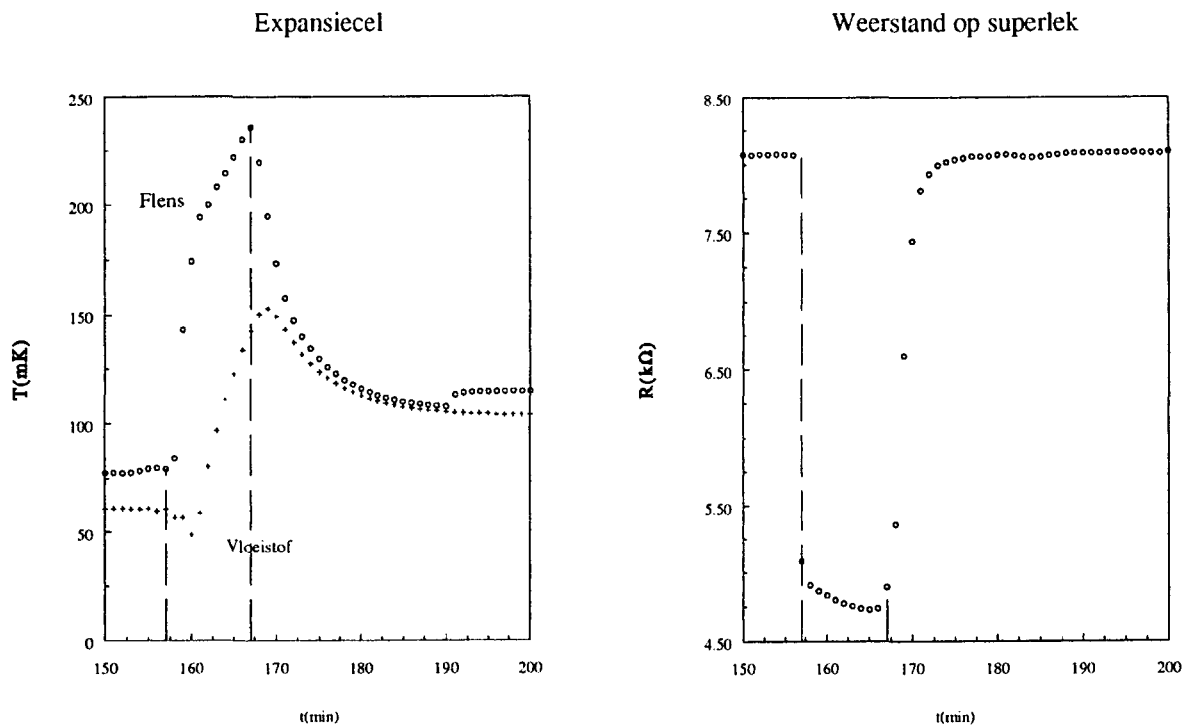 Expansiecel
250
200
150
100
50
0
T(mK)
Flens
Vloeistof
150
160
170
180
190
200
t(min)
Weerstand op superlek
8.50
7.50
6.50
5.50
4.50
R(kΩ)
150
160
170
180
190
200
t(min)